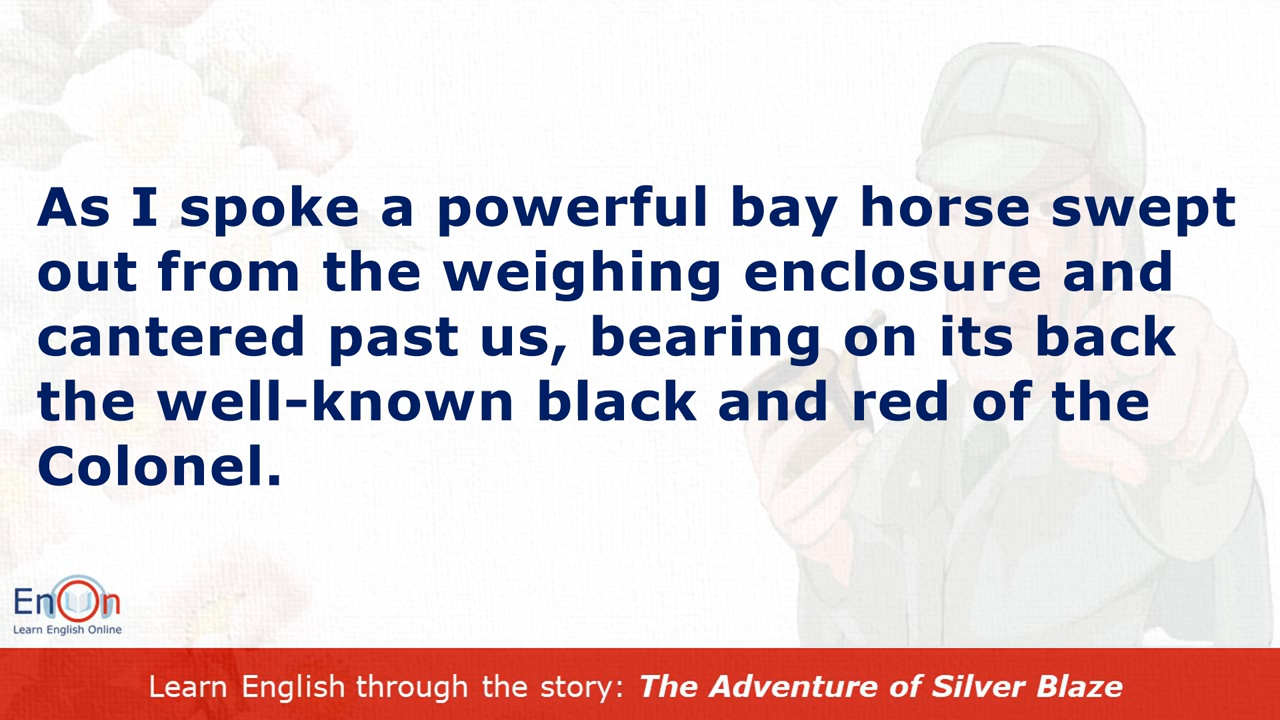 As I spoke a powerful bay horse swept
out from the weighing enclosure and
cantered past us, bearing on its back
the well-known black and red of the
Colonel.
EnOn
Learn English Online
Learn English through the story: The Adventure of Silver Blaze